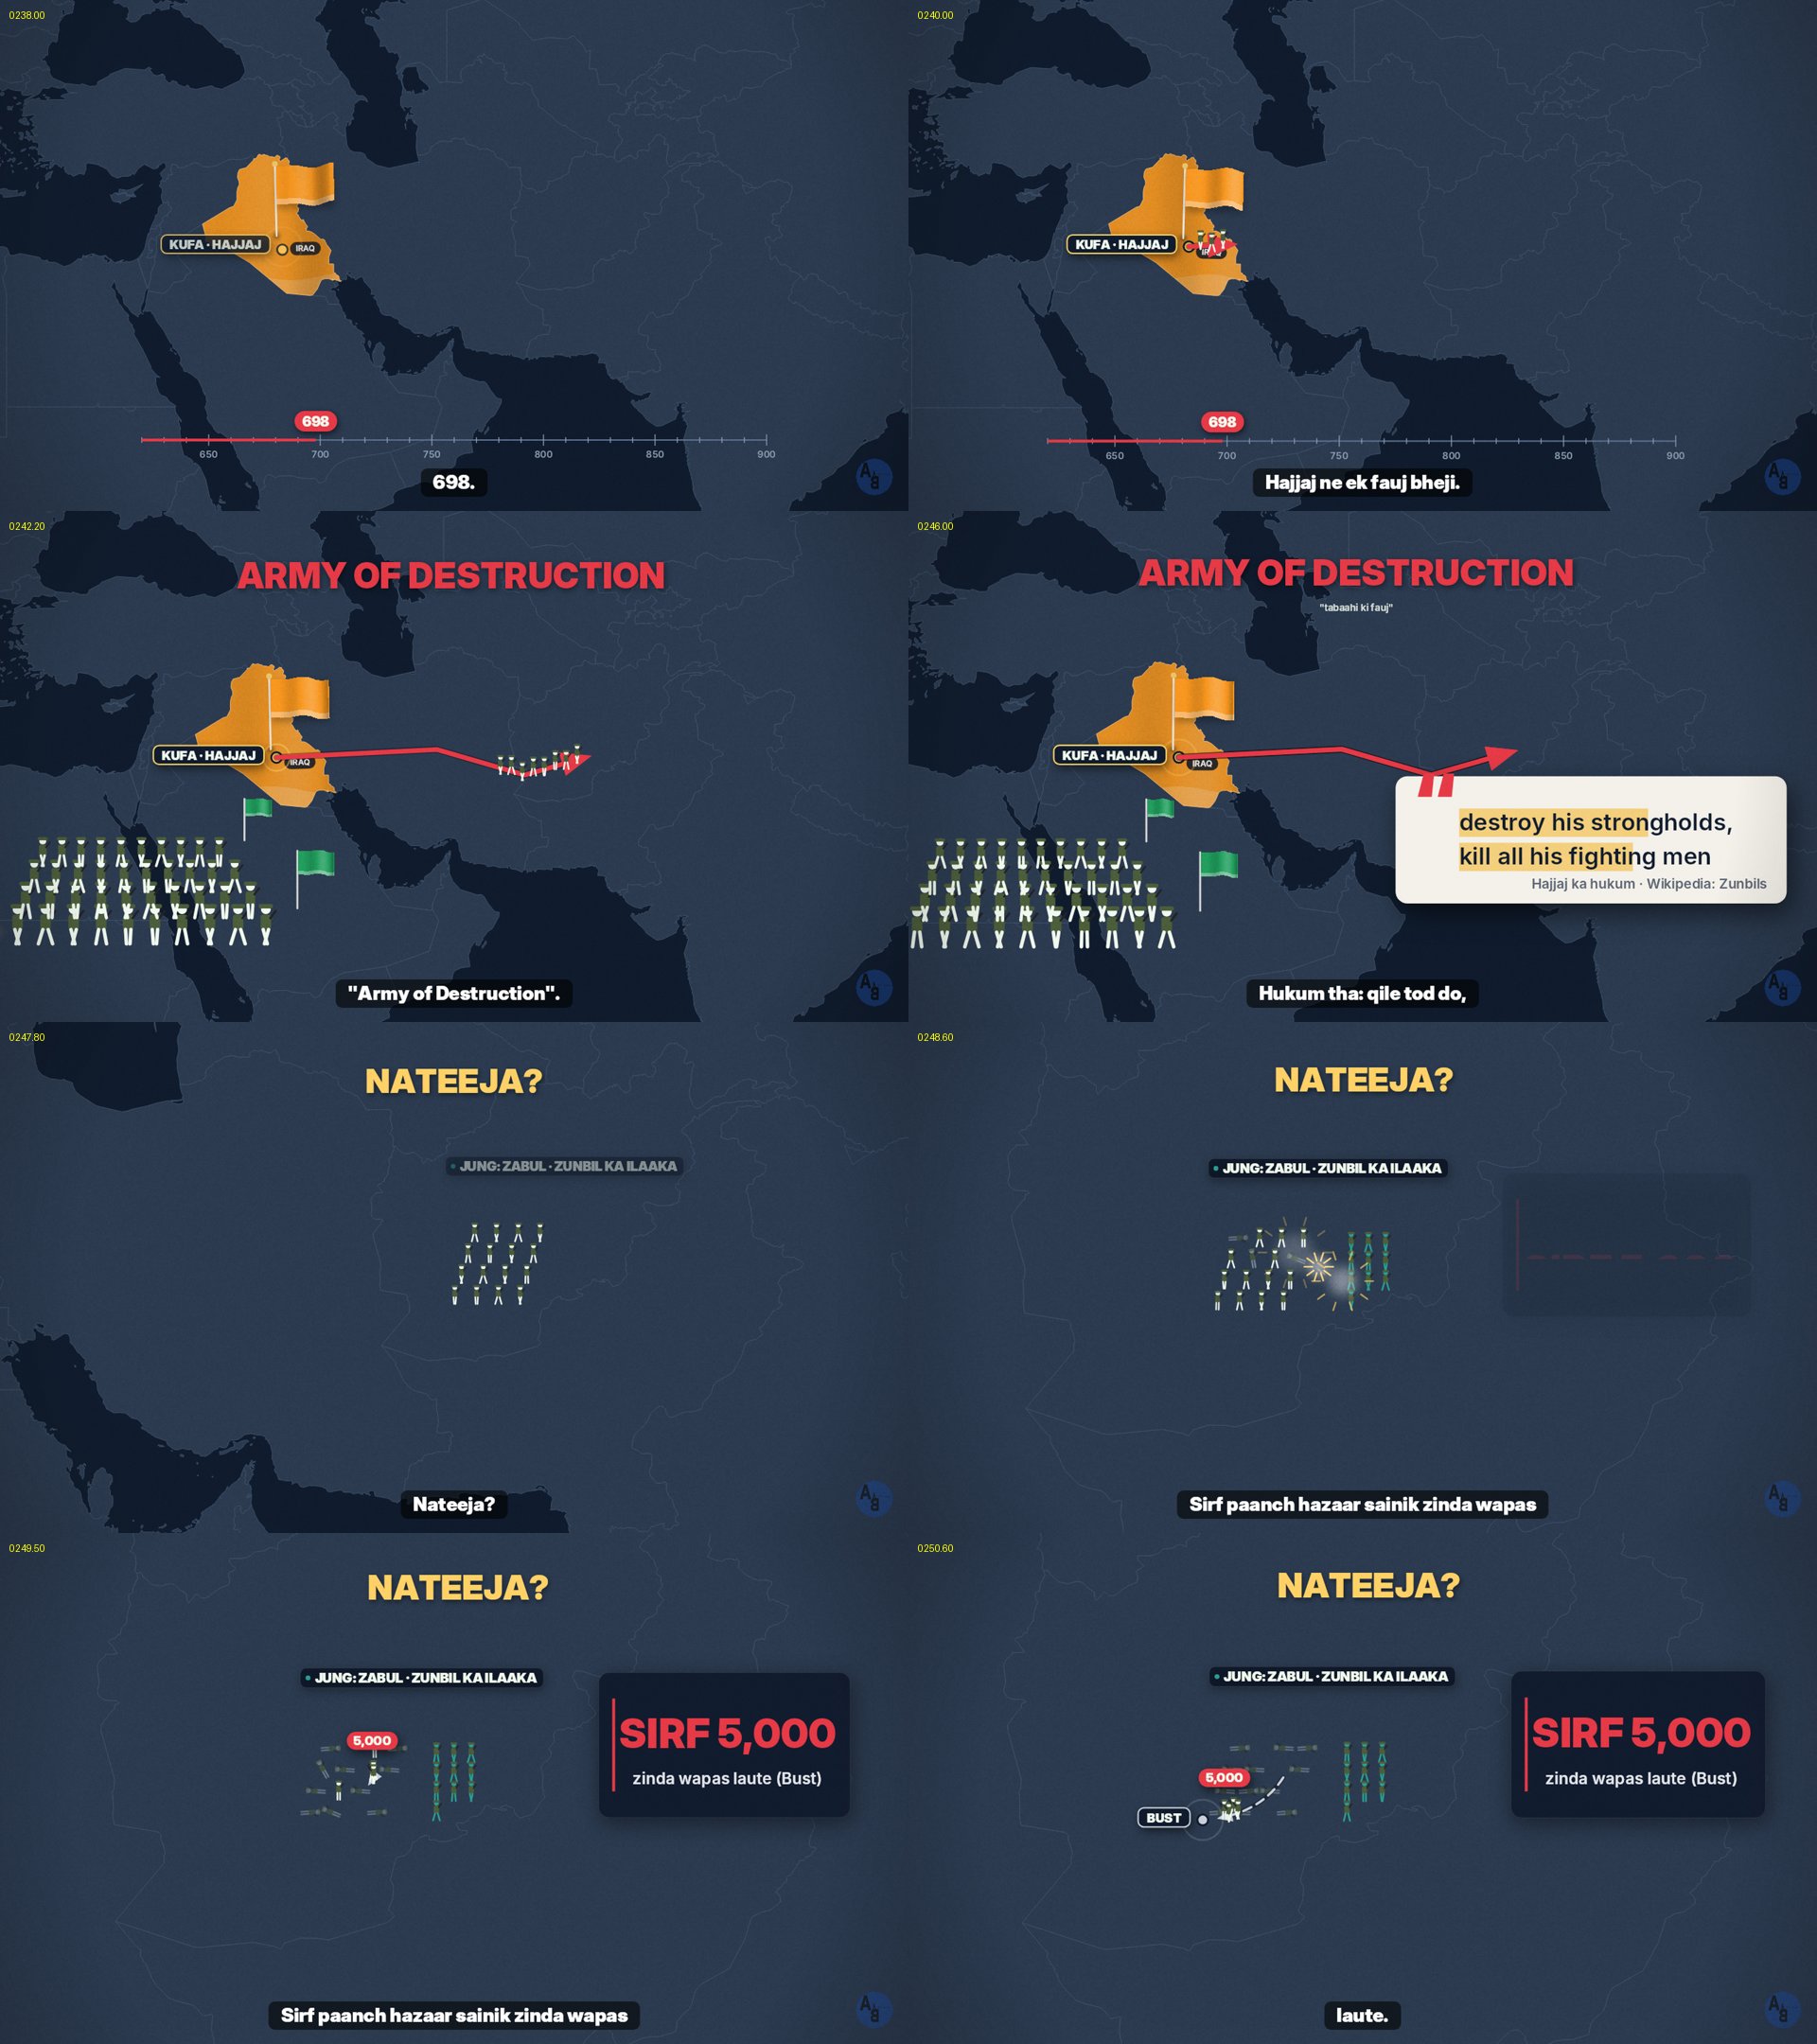 0238.00
KUFA · HAJJAJ
IRAQ
698
650 700 750 800 850 900
698.
A B
0240.00
KUFA · HAJJAJ
698
650 700 750 800 850 900
Hajjaj ne ek fauj bheji.
A B
0242.20
ARMY OF DESTRUCTION
KUFA · HAJJAJ
IRAQ
"Army of Destruction".
A B
0246.00
ARMY OF DESTRUCTION
"tabaahi ki fauj"
KUFA · HAJJAJ
IRAQ
destroy his strongholds,
kill all his fighting men
Hajjaj ka hukum · Wikipedia: Zunbils
Hukum tha: qile tod do,
A B
0247.80
NATEEJA?
JUNG: ZABUL · ZUNBIL KA ILAAKA
Nateeja?
A B
0248.60
NATEEJA?
JUNG: ZABUL · ZUNBIL KA ILAAKA
Sirf paanch hazaar sainik zinda wapas
A B
0249.50
NATEEJA?
JUNG: ZABUL · ZUNBIL KA ILAAKA
5,000
SIRF 5,000
zinda wapas laute (Bust)
Sirf paanch hazaar sainik zinda wapas
A B
0250.60
NATEEJA?
JUNG: ZABUL · ZUNBIL KA ILAAKA
5,000
BUST
SIRF 5,000
zinda wapas laute (Bust)
laute.
A B